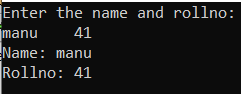 Enter the name and rollno:
manu    41
Name: manu
Rollno: 41